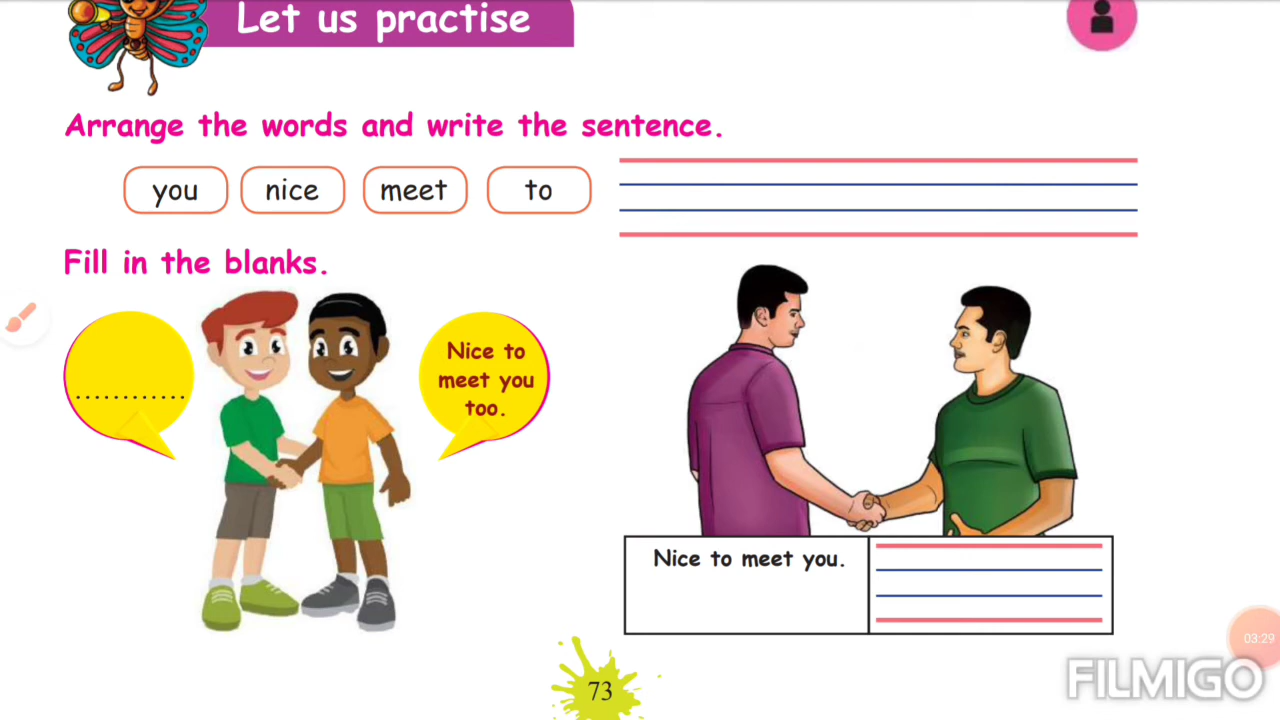 Let us practise
Arrange the words and write the sentence.
you nice meet to
Fill in the blanks.
............
Nice to
meet you
too.
Nice to meet you.
73
03:29
FILMIGO